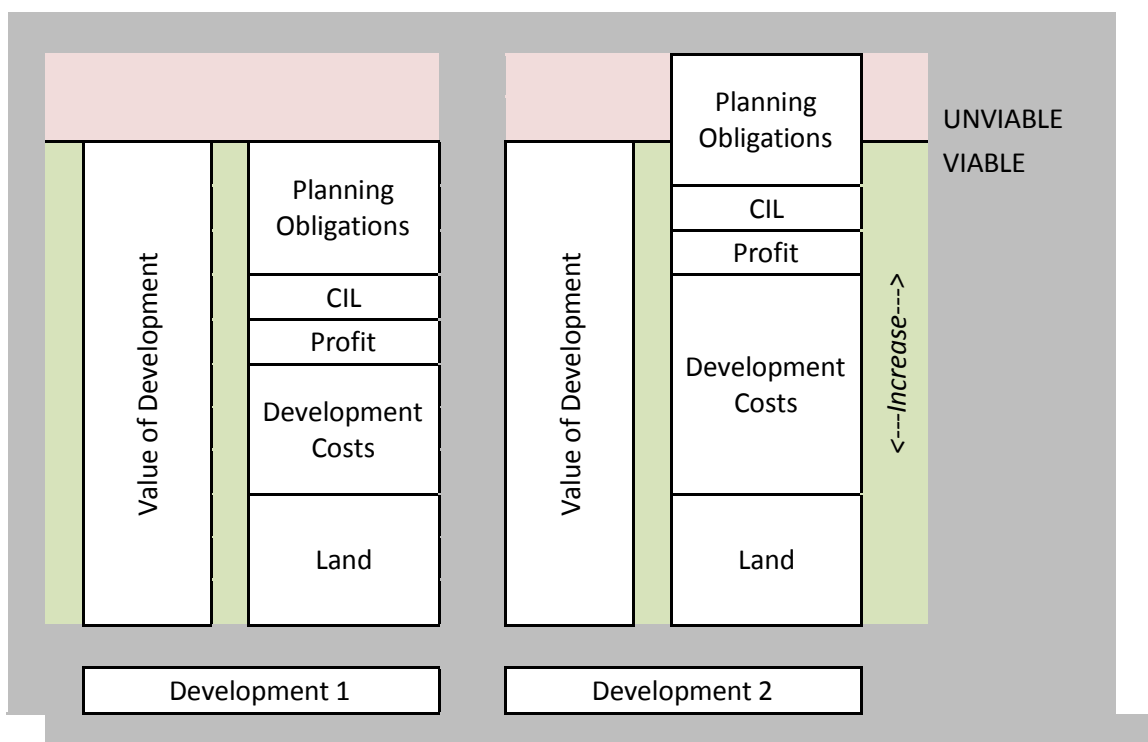 Value of Development
Planning
Obligations
CIL
Profit
Development
Costs
Land
Development 1
Value of Development
Planning
Obligations
CIL
Profit
Development
Costs
Land
Development 2
<---Increase--->
UNVIABLE
VIABLE